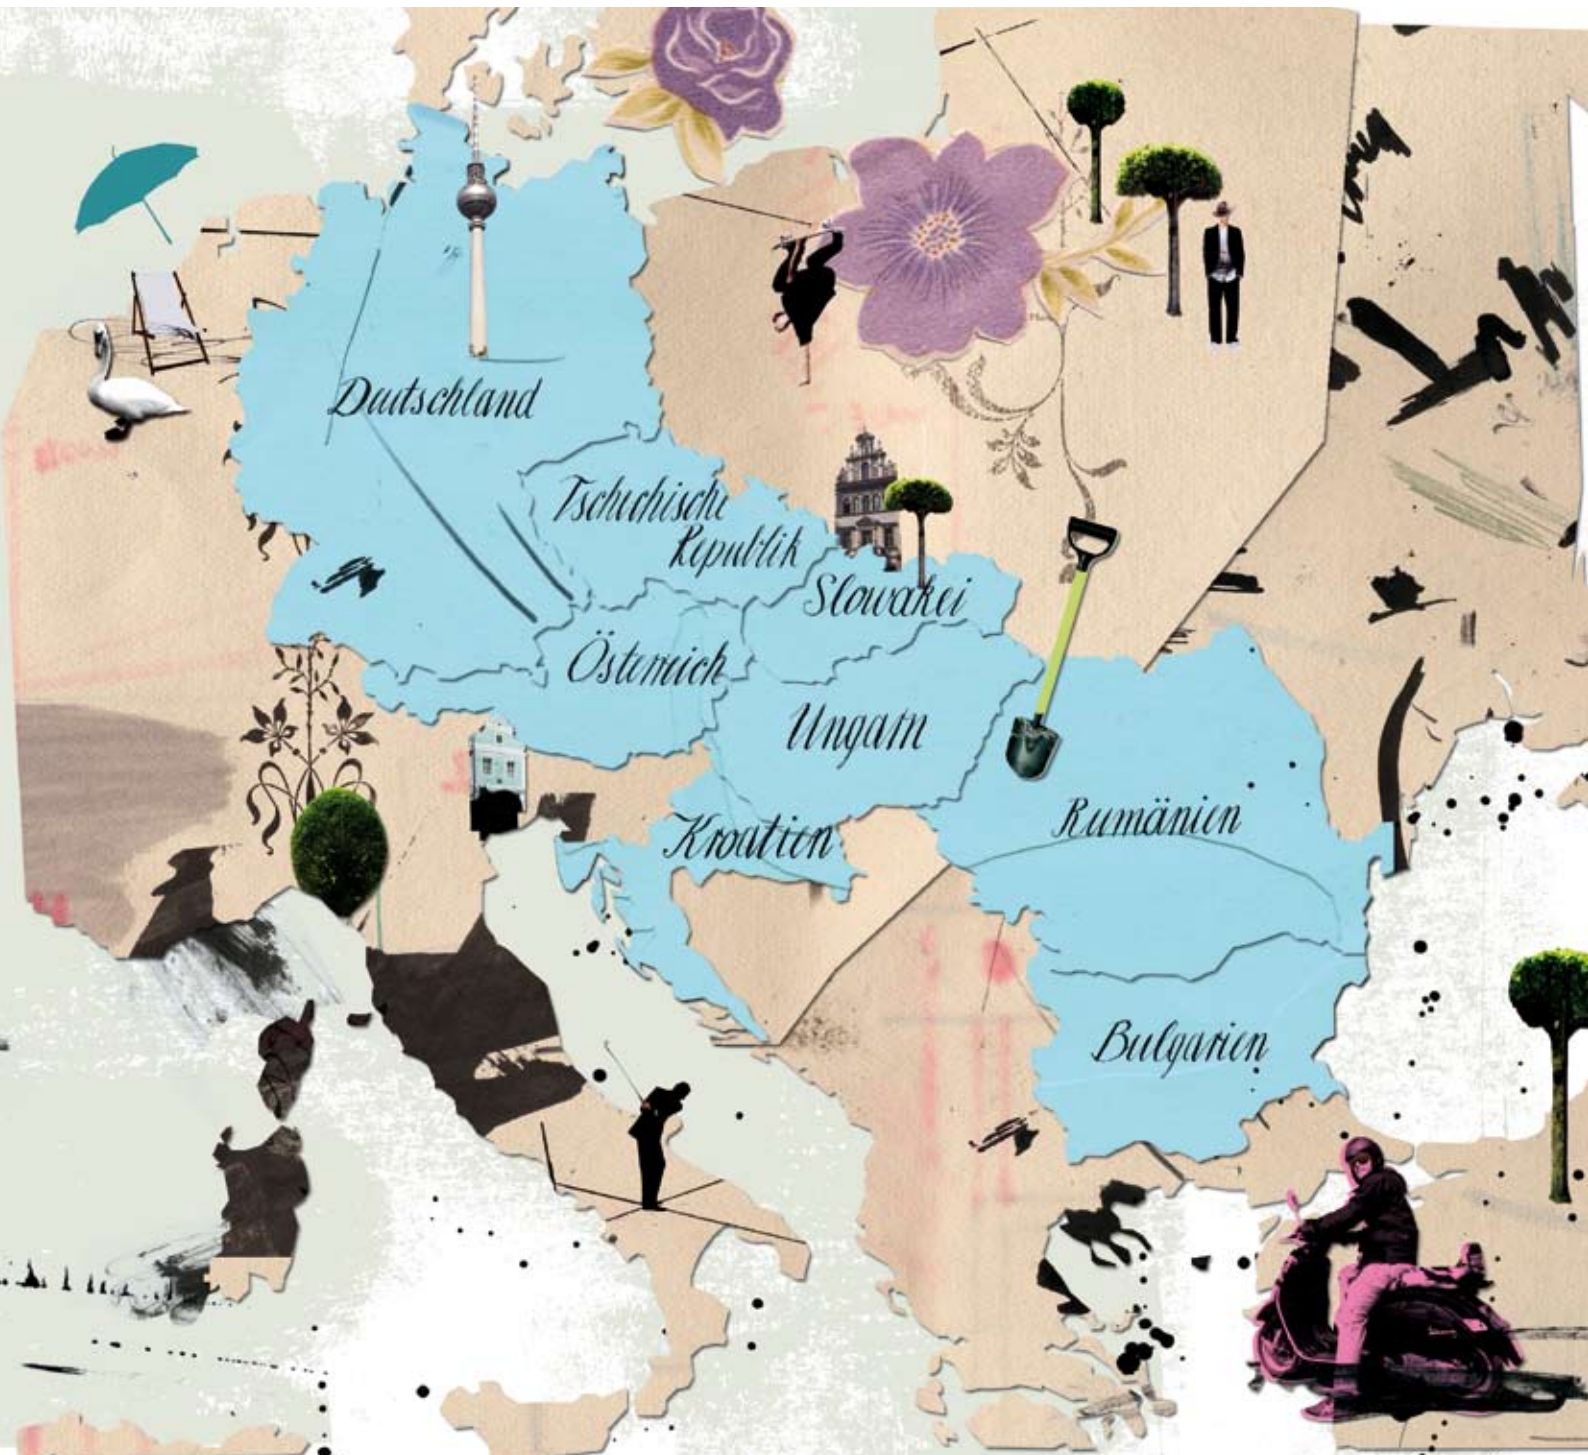 Deutschland
Tschechische
Republik
Slowakei
Österreich
Ungarn
Kroatien
Rumänien
Bulgarien